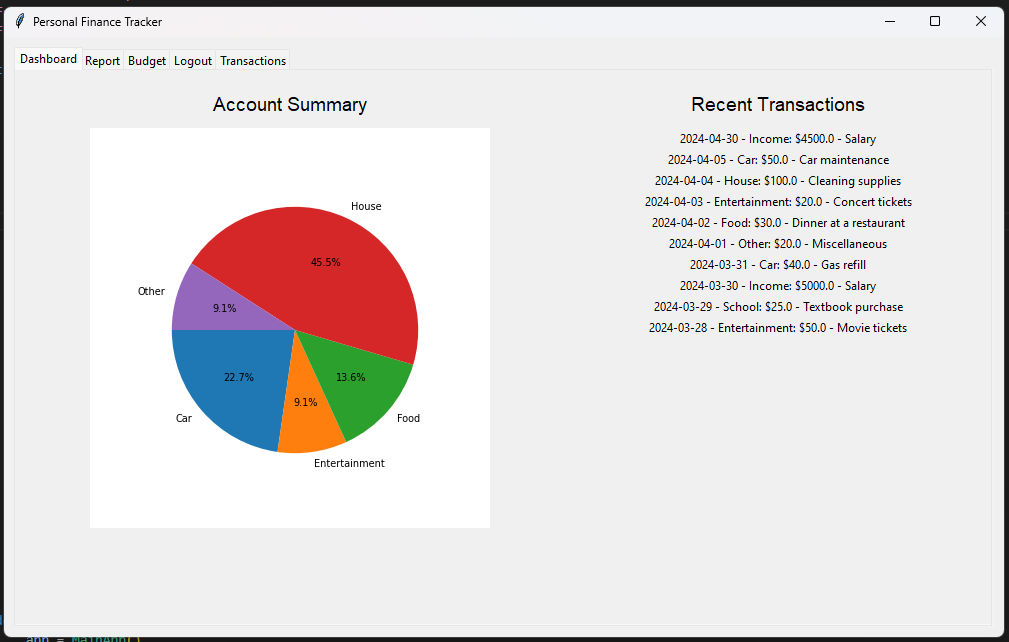 Personal Finance Tracker
Dashboard Report Budget Logout Transactions
Account Summary
House
45.5%
Other
9.1%
22.7%
13.6%
9.1%
Car
Food
Entertainment
Recent Transactions
2024-04-30 - Income: $4500.0 - Salary
2024-04-05 - Car: $50.0 - Car maintenance
2024-04-04 - House: $100.0 - Cleaning supplies
2024-04-03 - Entertainment: $20.0 - Concert tickets
2024-04-02 - Food: $30.0 - Dinner at a restaurant
2024-04-01 - Other: $20.0 - Miscellaneous
2024-03-31 - Car: $40.0 - Gas refill
2024-03-30 - Income: $5000.0 - Salary
2024-03-29 - School: $25.0 - Textbook purchase
2024-03-28 - Entertainment: $50.0 - Movie tickets